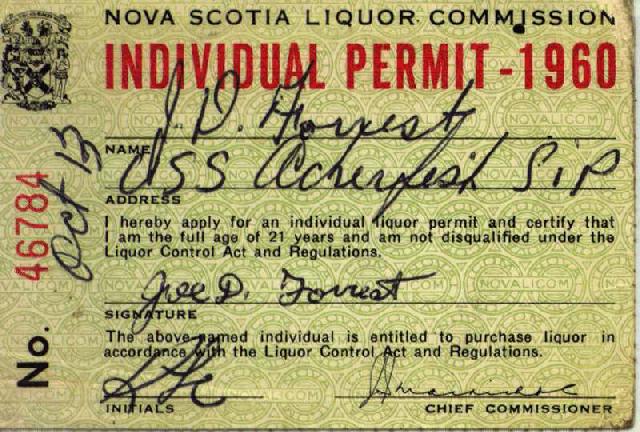 NOVA SCOTIA LIQUOR COMMISSION
INDIVIDUAL PERMIT - 1960
J. D. Forrest
NAME
USS Archerfish
ADDRESS
I hereby apply for an individual liquor permit and certify that
I am the full age of 21 years and am not disqualified under the
Liquor Control Act and Regulations.
Joe D. Forrest
SIGNATURE
The above named individual is entitled to purchase liquor in
accordance with the Liquor Control Act and Regulations.
INITIALS
CHIEF COMMISSIONER
No. 46784
Oct 13
NOVALICOM